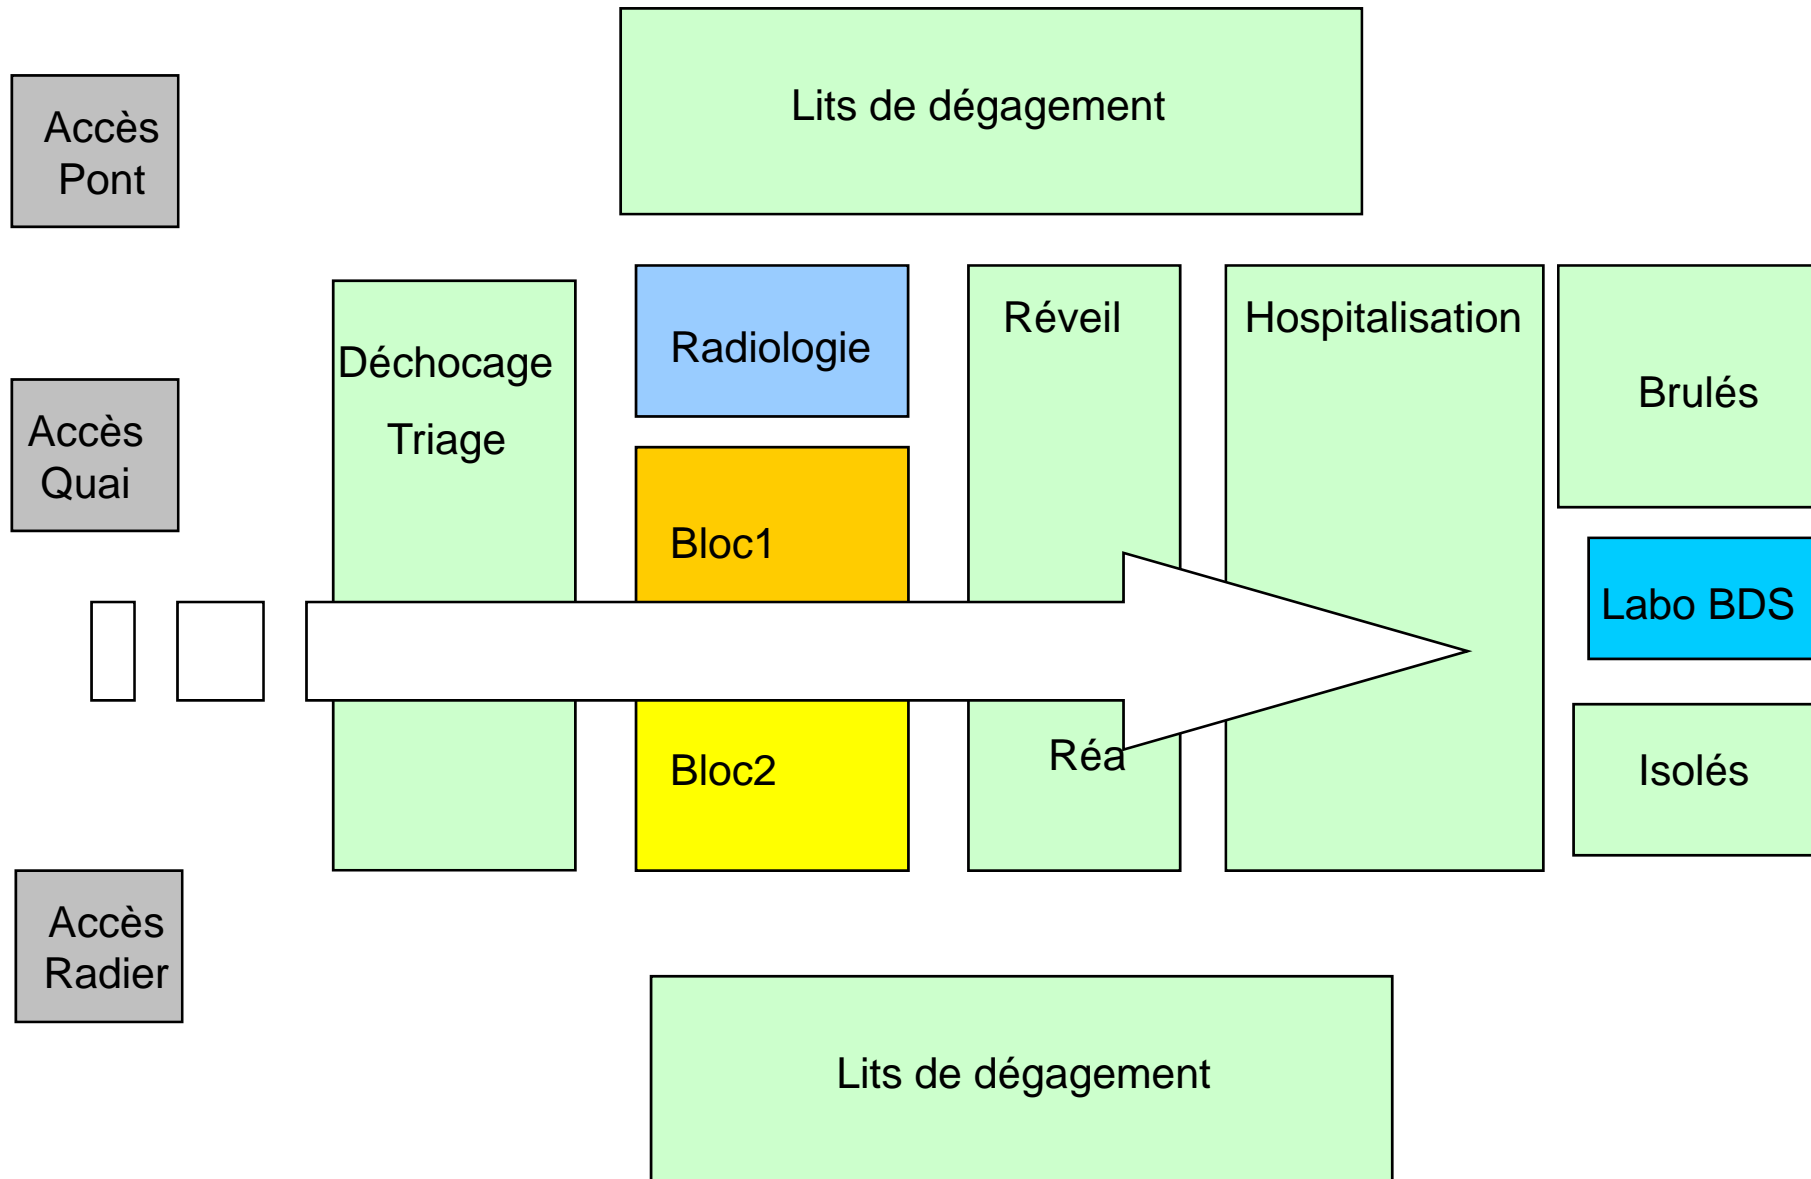 Lits de dégagement
Accès
Pont
Déchocage
Triage
Radiologie
Réveil
Hospitalisation
Brulés
Accès
Quai
Bloc1
Labo BDS
Bloc2
Réa
Isolés
Accès
Radier
Lits de dégagement